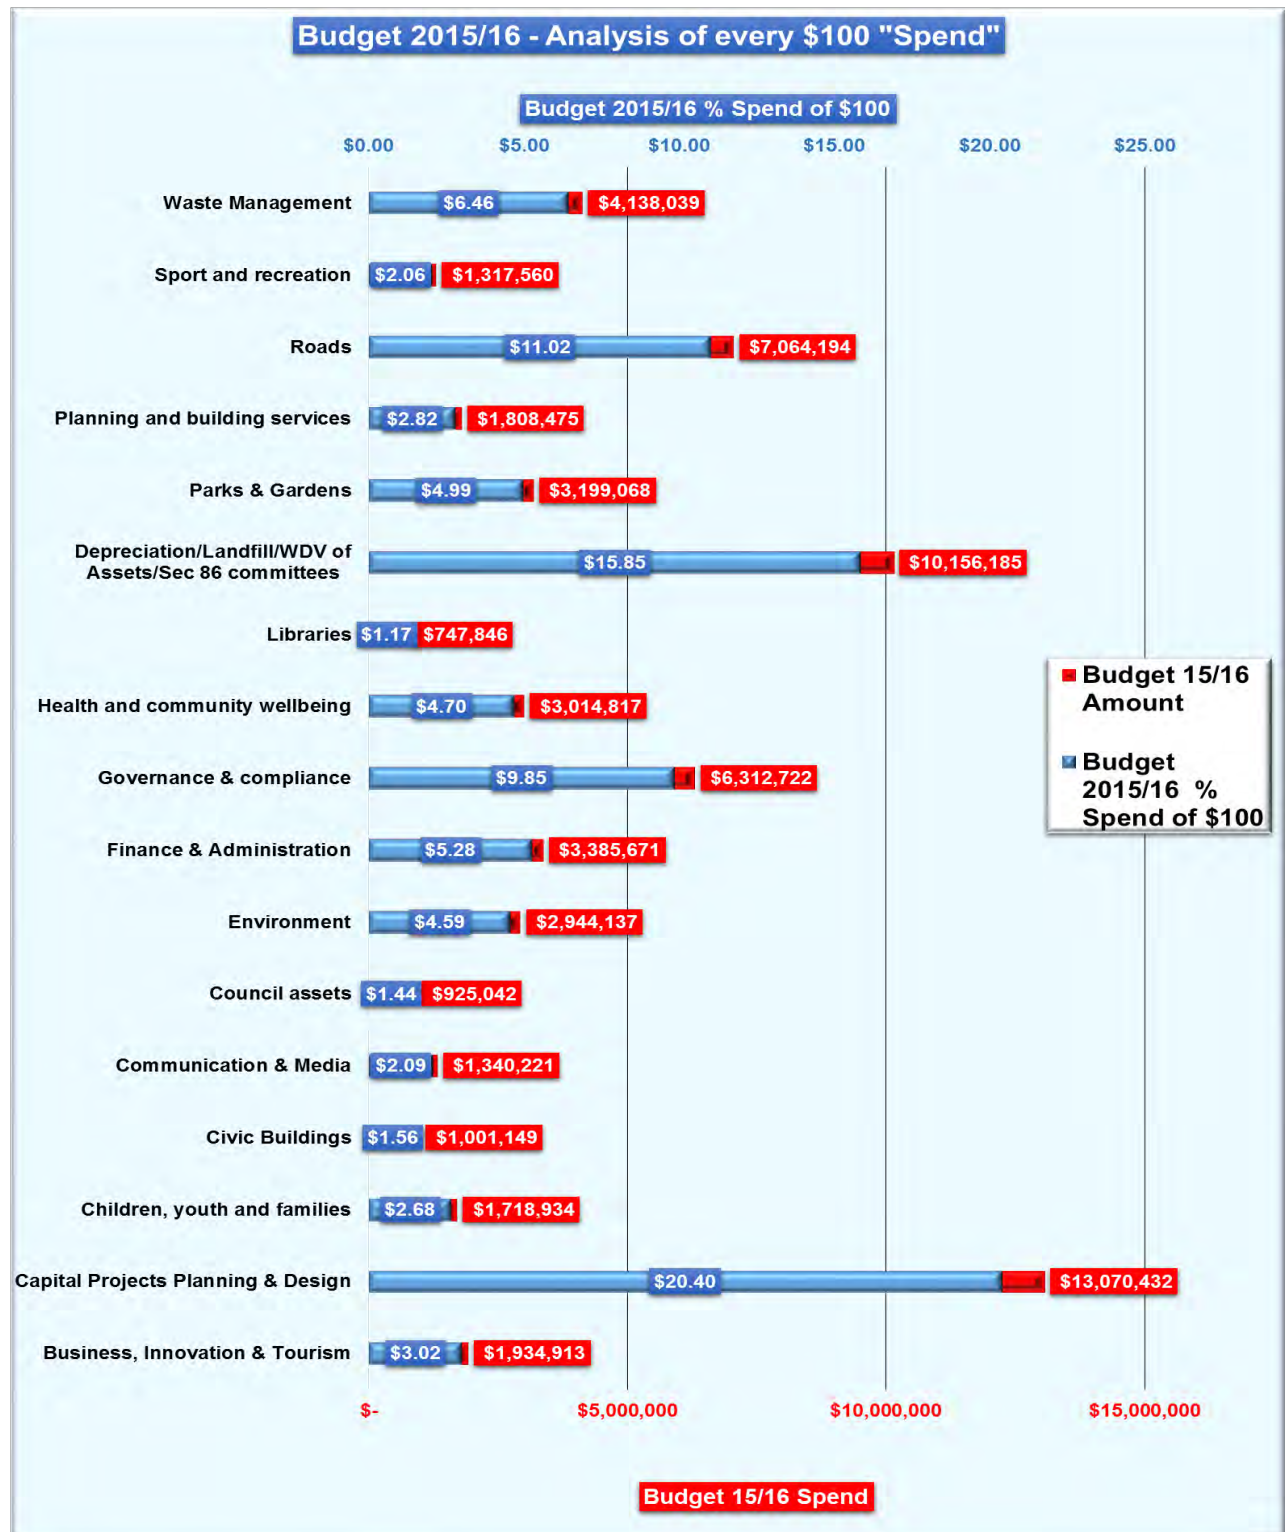 Budget 2015/16 - Analysis of every $100 "Spend"
Budget 2015/16 % Spend of $100
$0.00 $5.00 $10.00 $15.00 $20.00 $25.00
Waste Management $6.46 $4,138,039
Sport and recreation $2.06 $1,317,560
Roads $11.02 $7,064,194
Planning and building services $2.82 $1,808,475
Parks & Gardens $4.99 $3,199,068
Depreciation/Landfill/WDV of
Assets/Sec 86 committees $15.85 $10,156,185
Libraries $1.17 $747,846
Health and community wellbeing $4.70 $3,014,817
Governance & compliance $9.85 $6,312,722
Finance & Administration $5.28 $3,385,671
Environment $4.59 $2,944,137
Council assets $1.44 $925,042
Communication & Media $2.09 $1,340,221
Civic Buildings $1.56 $1,001,149
Children, youth and families $2.68 $1,718,934
Capital Projects Planning & Design $20.40 $13,070,432
Business, Innovation & Tourism $3.02 $1,934,913
$- $5,000,000 $10,000,000 $15,000,000
Budget 15/16 Spend
Budget 15/16
Amount
Budget
2015/16 %
Spend of $100